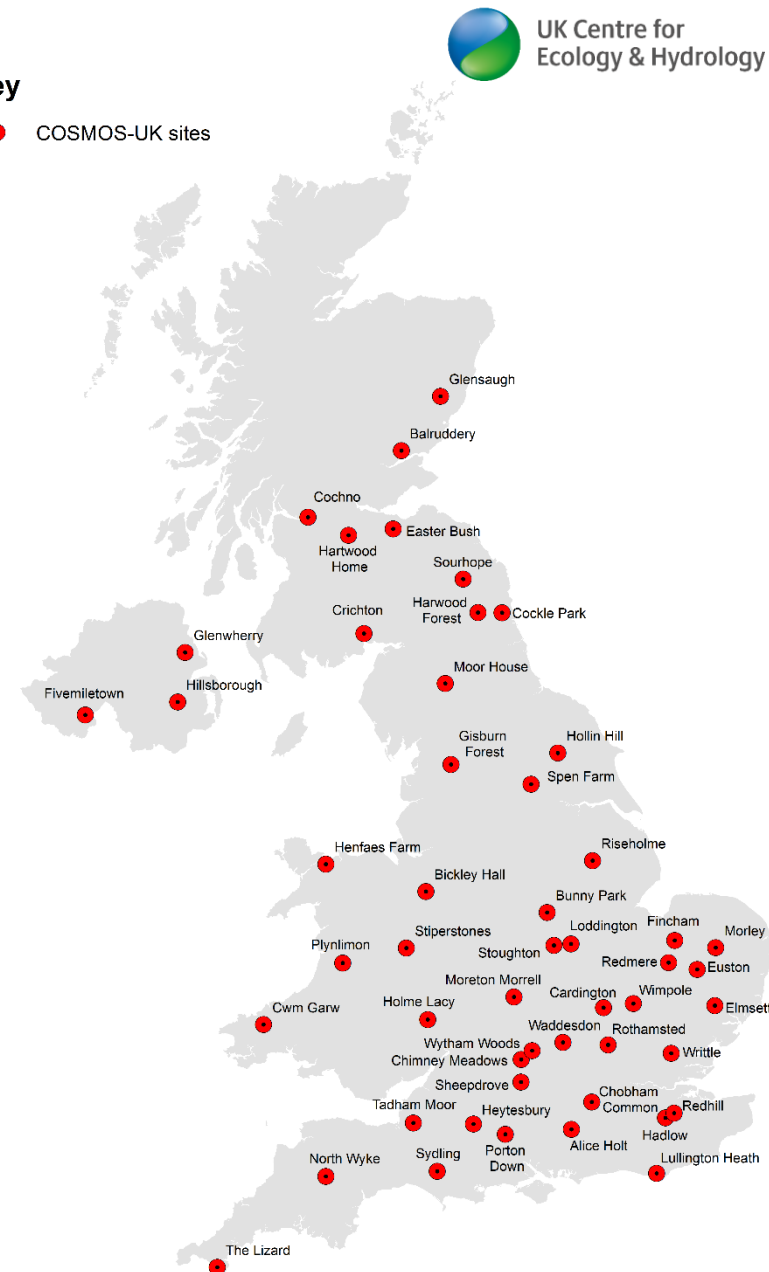 UK Centre for
Ecology & Hydrology
ey
COSMOS-UK sites
Glensaugh
Balruddery
Cochno
Easter Bush
Hartwood
Home
Sourhope
Harwood
Forest
Cockle Park
Crichton
Glenwherry
Moor House
Fivemiletown
Hillsborough
Hollin Hill
Gisburn
Forest
Spen Farm
Riseholme
Henfaes Farm
Bickley Hall
Bunny Park
Fincham
Loddington
Morley
Stiperstones
Plynlimon
Stoughton
Redmere
Euston
Moreton Morrell
Cardington
Wimpole
Holme Lacy
Cwm Garw
Elmsett
Waddesdon
Rothamsted
Wytham Woods
Writtle
Chimney Meadows
Sheepdrove
Chobham
Common
Tadham Moor
Heytesbury
Redhill
Hadlow
Alice Holt
Porton
Down
North Wyke
Sydling
Lullington Heath
The Lizard